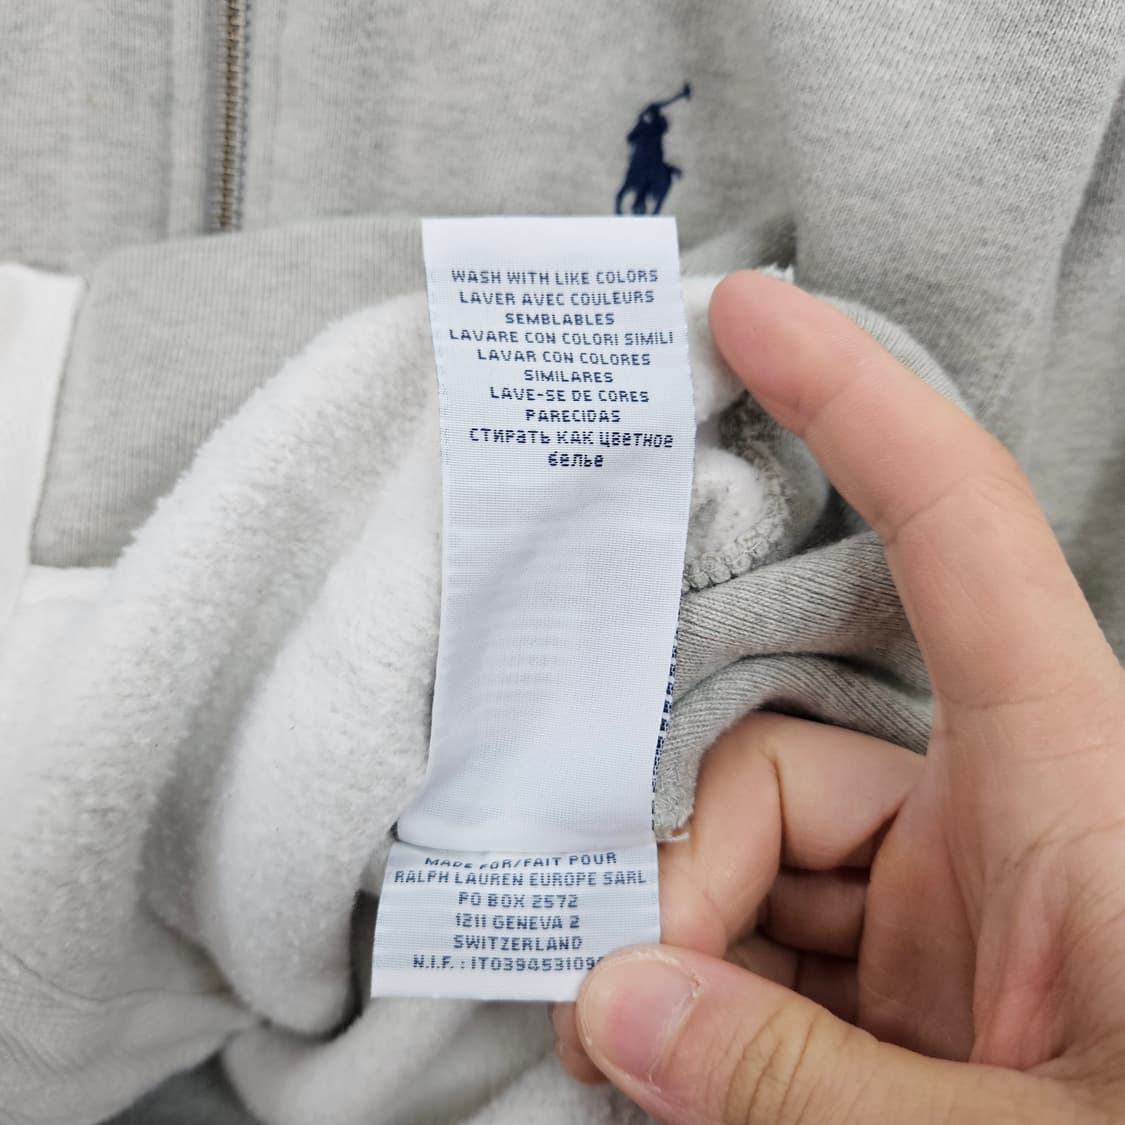 WASH WITH LIKE COLORS
LAVER AVEC COULEURS
SEMBLABLES
LAVARE CON COLORI SIMILI
LAVAR CON COLORES
SIMILARES
LAVE-SE DE CORES
PARECIDAS
СТИРАТЬ КАК ЦВЕТНОЕ
БЕЛЬЕ
MADE FOR/FAIT POUR
RALPH LAUREN EUROPE SARL
PO BOX 2572
1211 GENEVA 2
SWITZERLAND
N.I.F. :